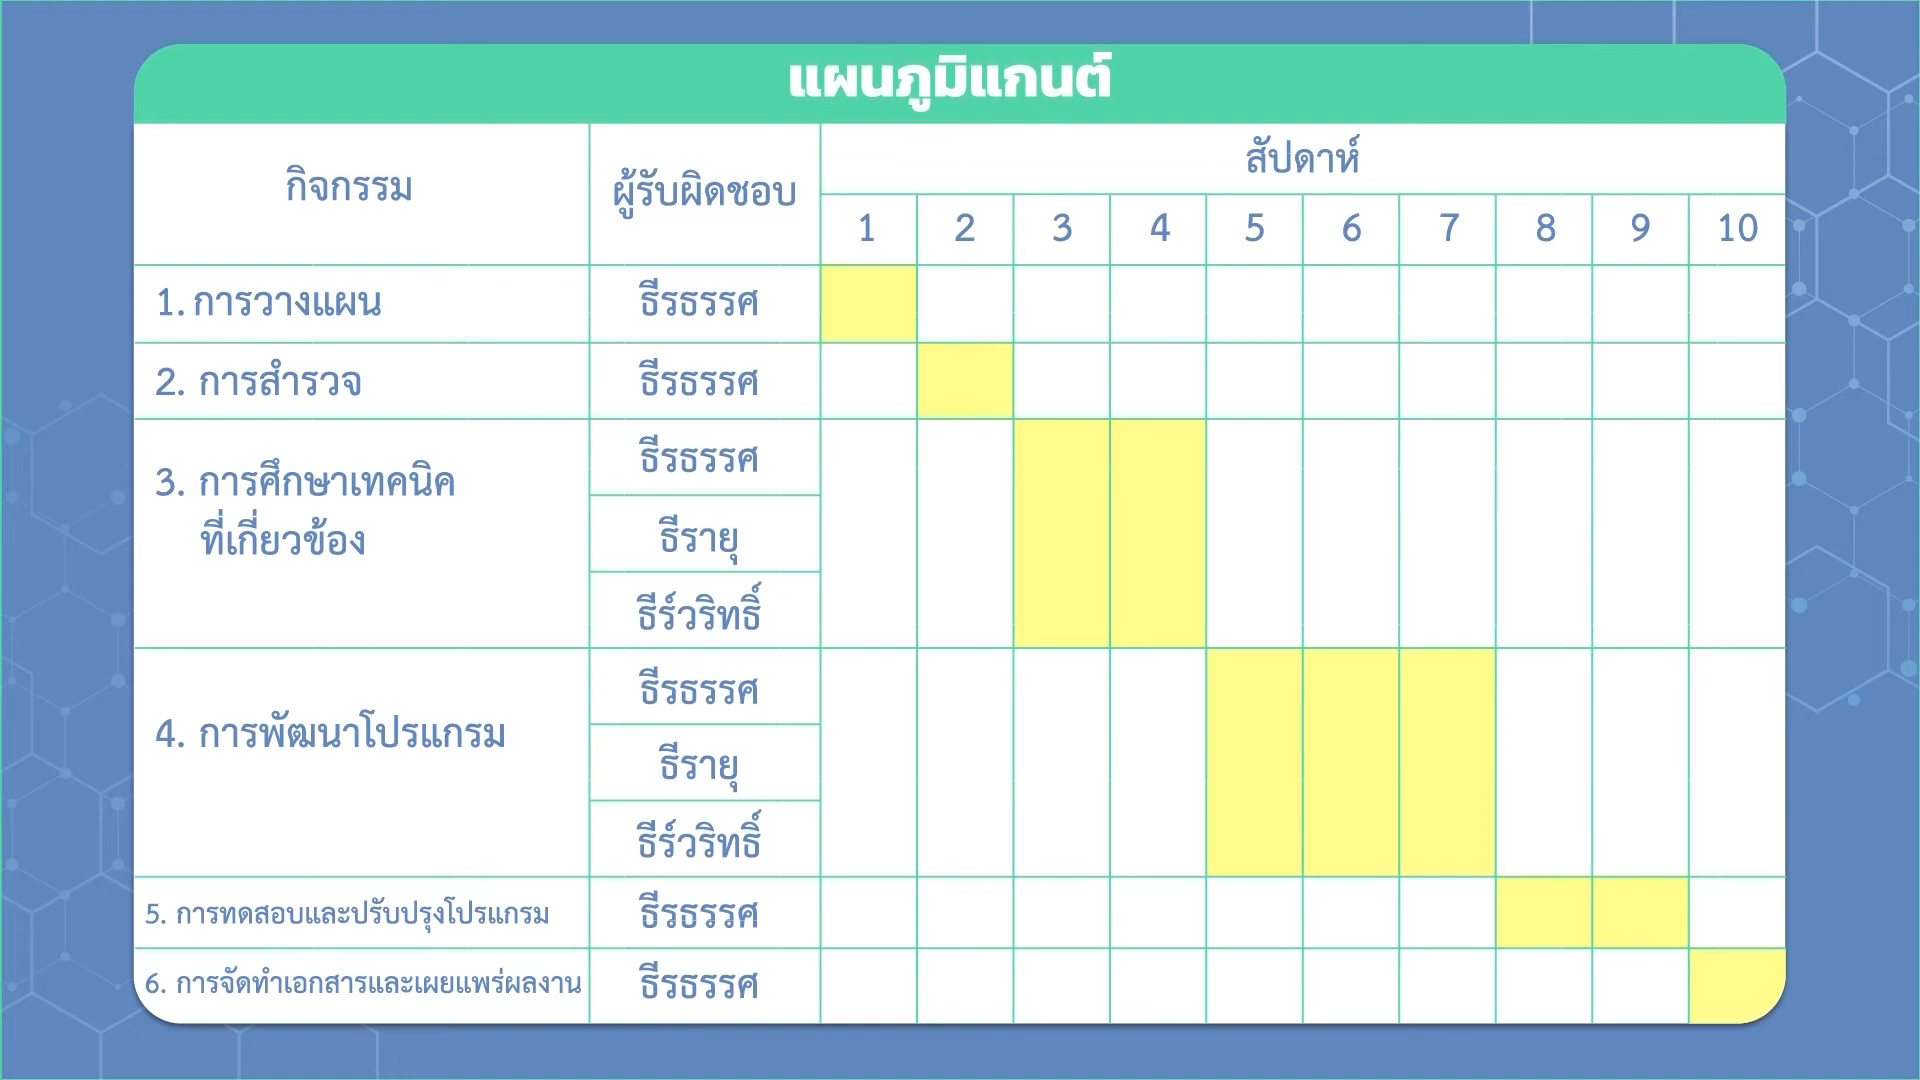 แผนภูมิแกนต์
กิจกรรม
ผู้รับผิดชอบ
สัปดาห์
1 2 3 4 5 6 7 8 9 10
1. การวางแผน
ธีรธรรศ
2. การสำรวจ
ธีรธรรศ
3. การศึกษาเทคนิค
ที่เกี่ยวข้อง
ธีรธรรศ
ธีรายุ
ธีร์วริทธิ์
4. การพัฒนาโปรแกรม
ธีรธรรศ
ธีรายุ
ธีร์วริทธิ์
5. การทดสอบและปรับปรุงโปรแกรม
ธีรธรรศ
6. การจัดทำเอกสารและเผยแพร่ผลงาน
ธีรธรรศ